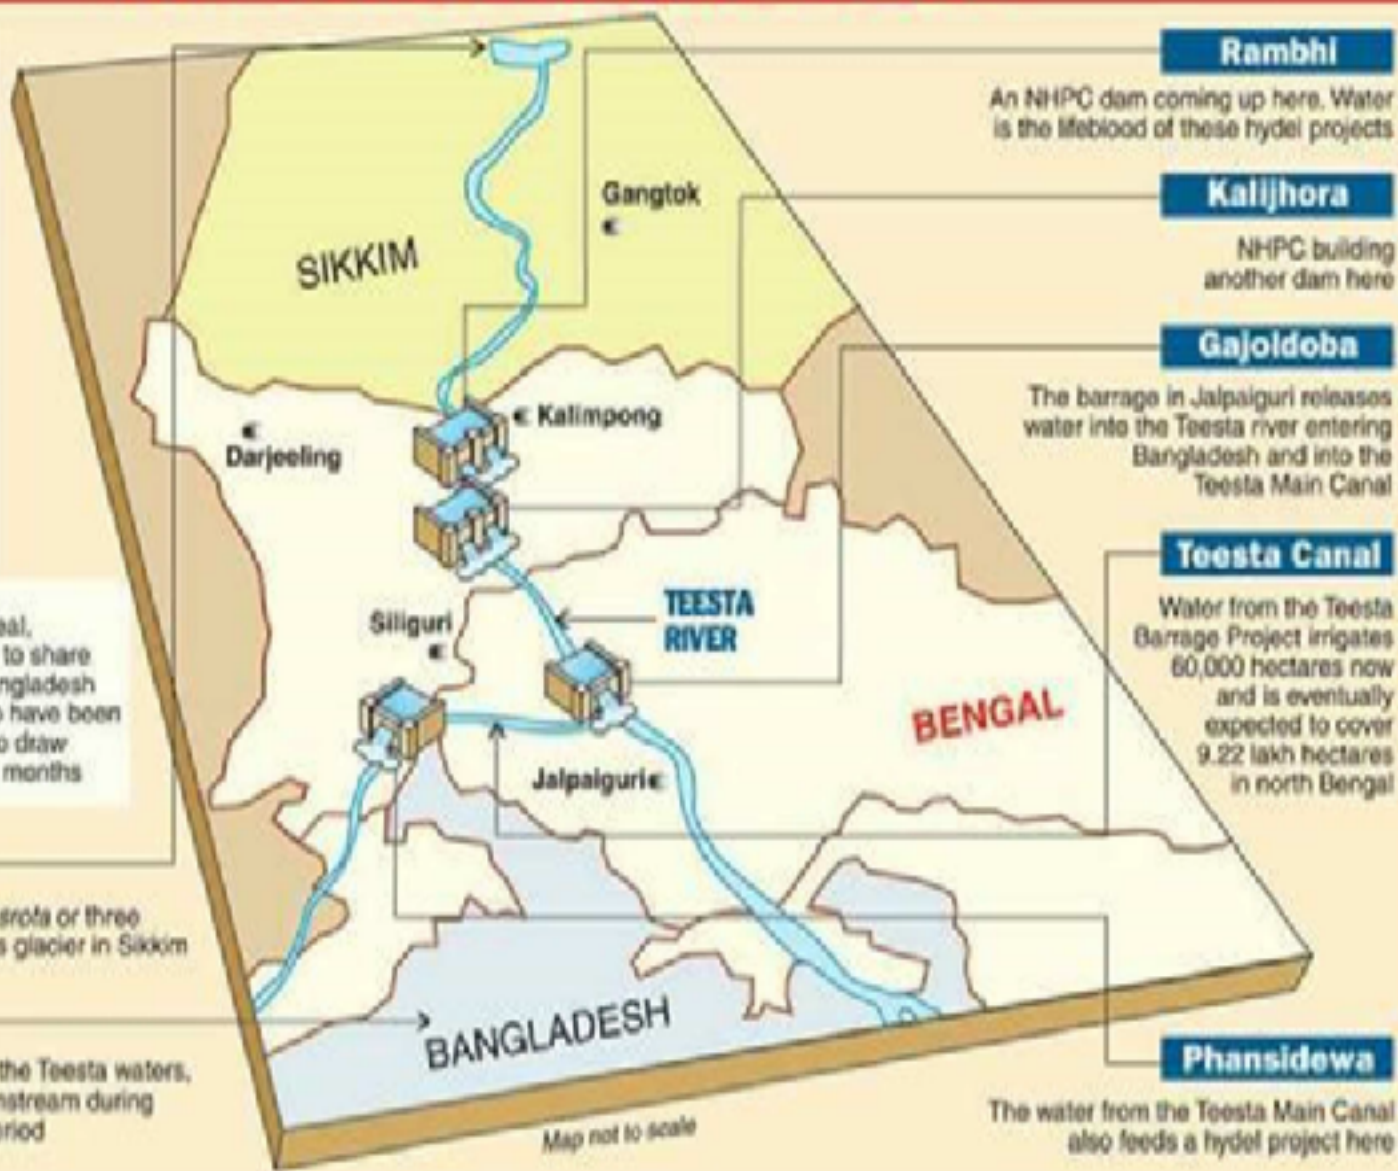 Rambhi
An NHPC dam coming up here. Water
is the lifeblood of these hydel projects
Kalijhora
NHPC building
another dam here
Gajoldoba
The barrage in Jalpaiguri releases
water into the Teesta river entering
Bangladesh and into the
Teesta Main Canal
Teesta Canal
Water from the Teesta
Barrage Project irrigates
60,000 hectares now
and is eventually
expected to cover
9.22 lakh hectares
in north Bengal
Phansidewa
The water from the Teesta Main Canal
also feeds a hydel project here
Gangtok
SIKKIM
Kalimpong
Darjeeling
TEESTA
RIVER
Siliguri
BENGAL
Jalpaiguri
BANGLADESH
Map not to scale
eal,
to share
ngladesh
have been
draw
months
srota or three
s glacier in Sikkim
the Teesta waters,
nstream during
riod